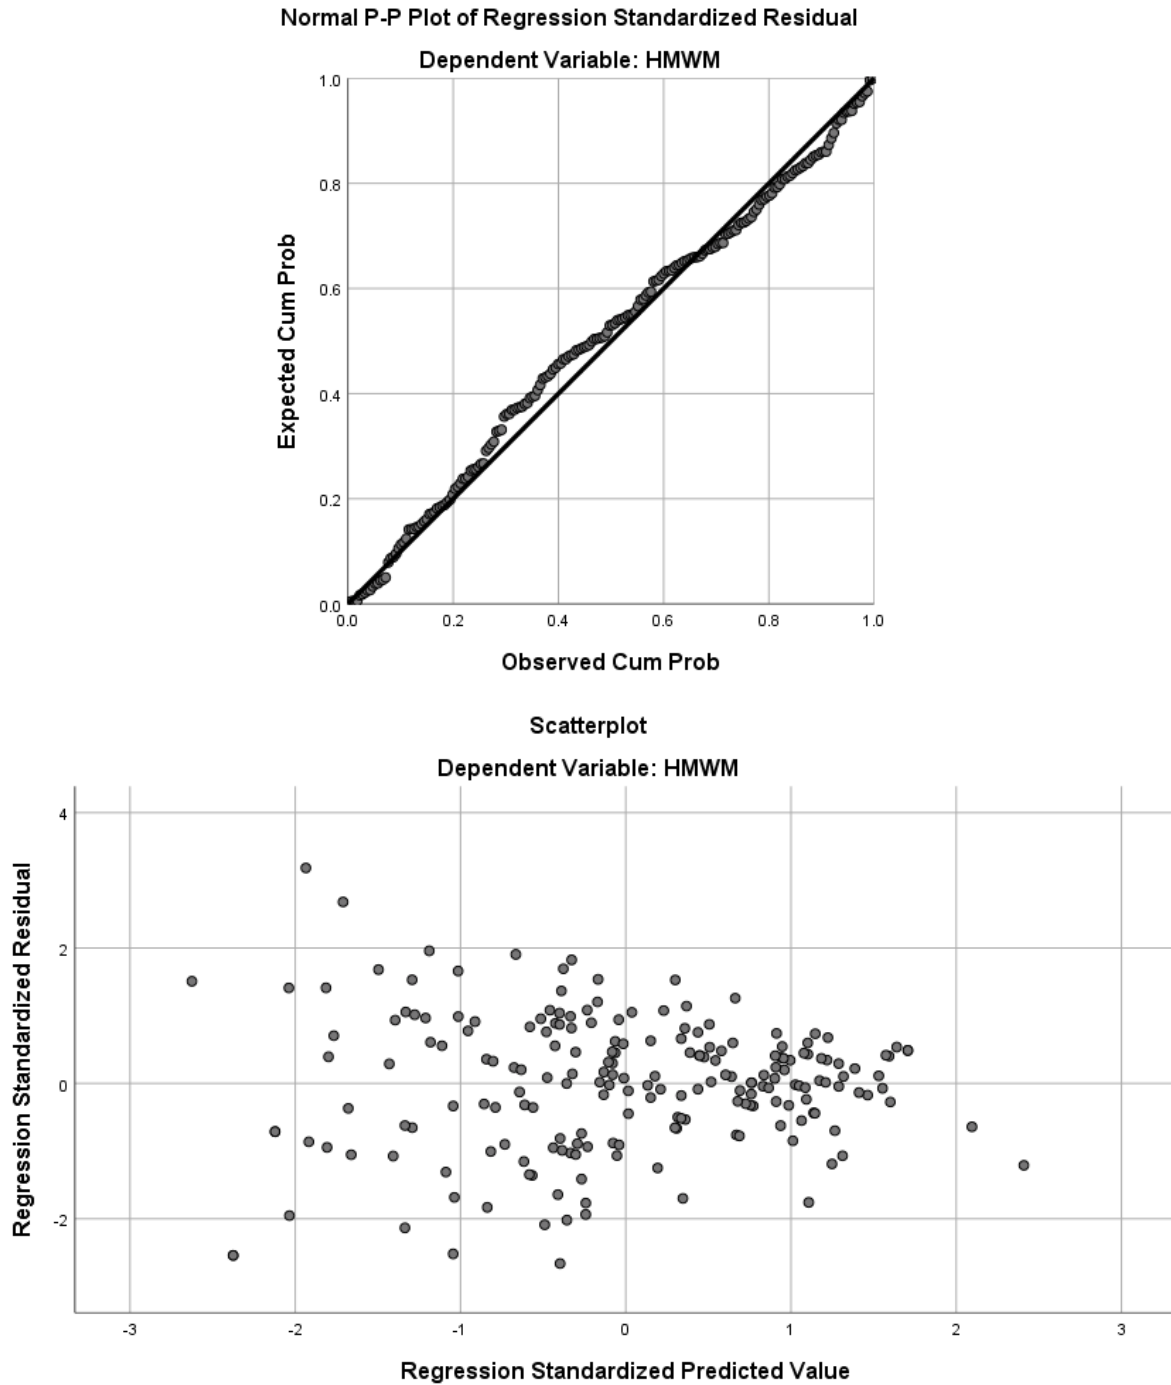 Normal P-P Plot of Regression Standardized Residual
Dependent Variable: HMWM
Expected Cum Prob
1.0
0.8
0.6
0.4
0.2
0.0
0.0 0.2 0.4 0.6 0.8 1.0
Observed Cum Prob
Scatterplot
Dependent Variable: HMWM
Regression Standardized Residual
4
2
0
-2
-3 -2 -1 0 1 2 3
Regression Standardized Predicted Value